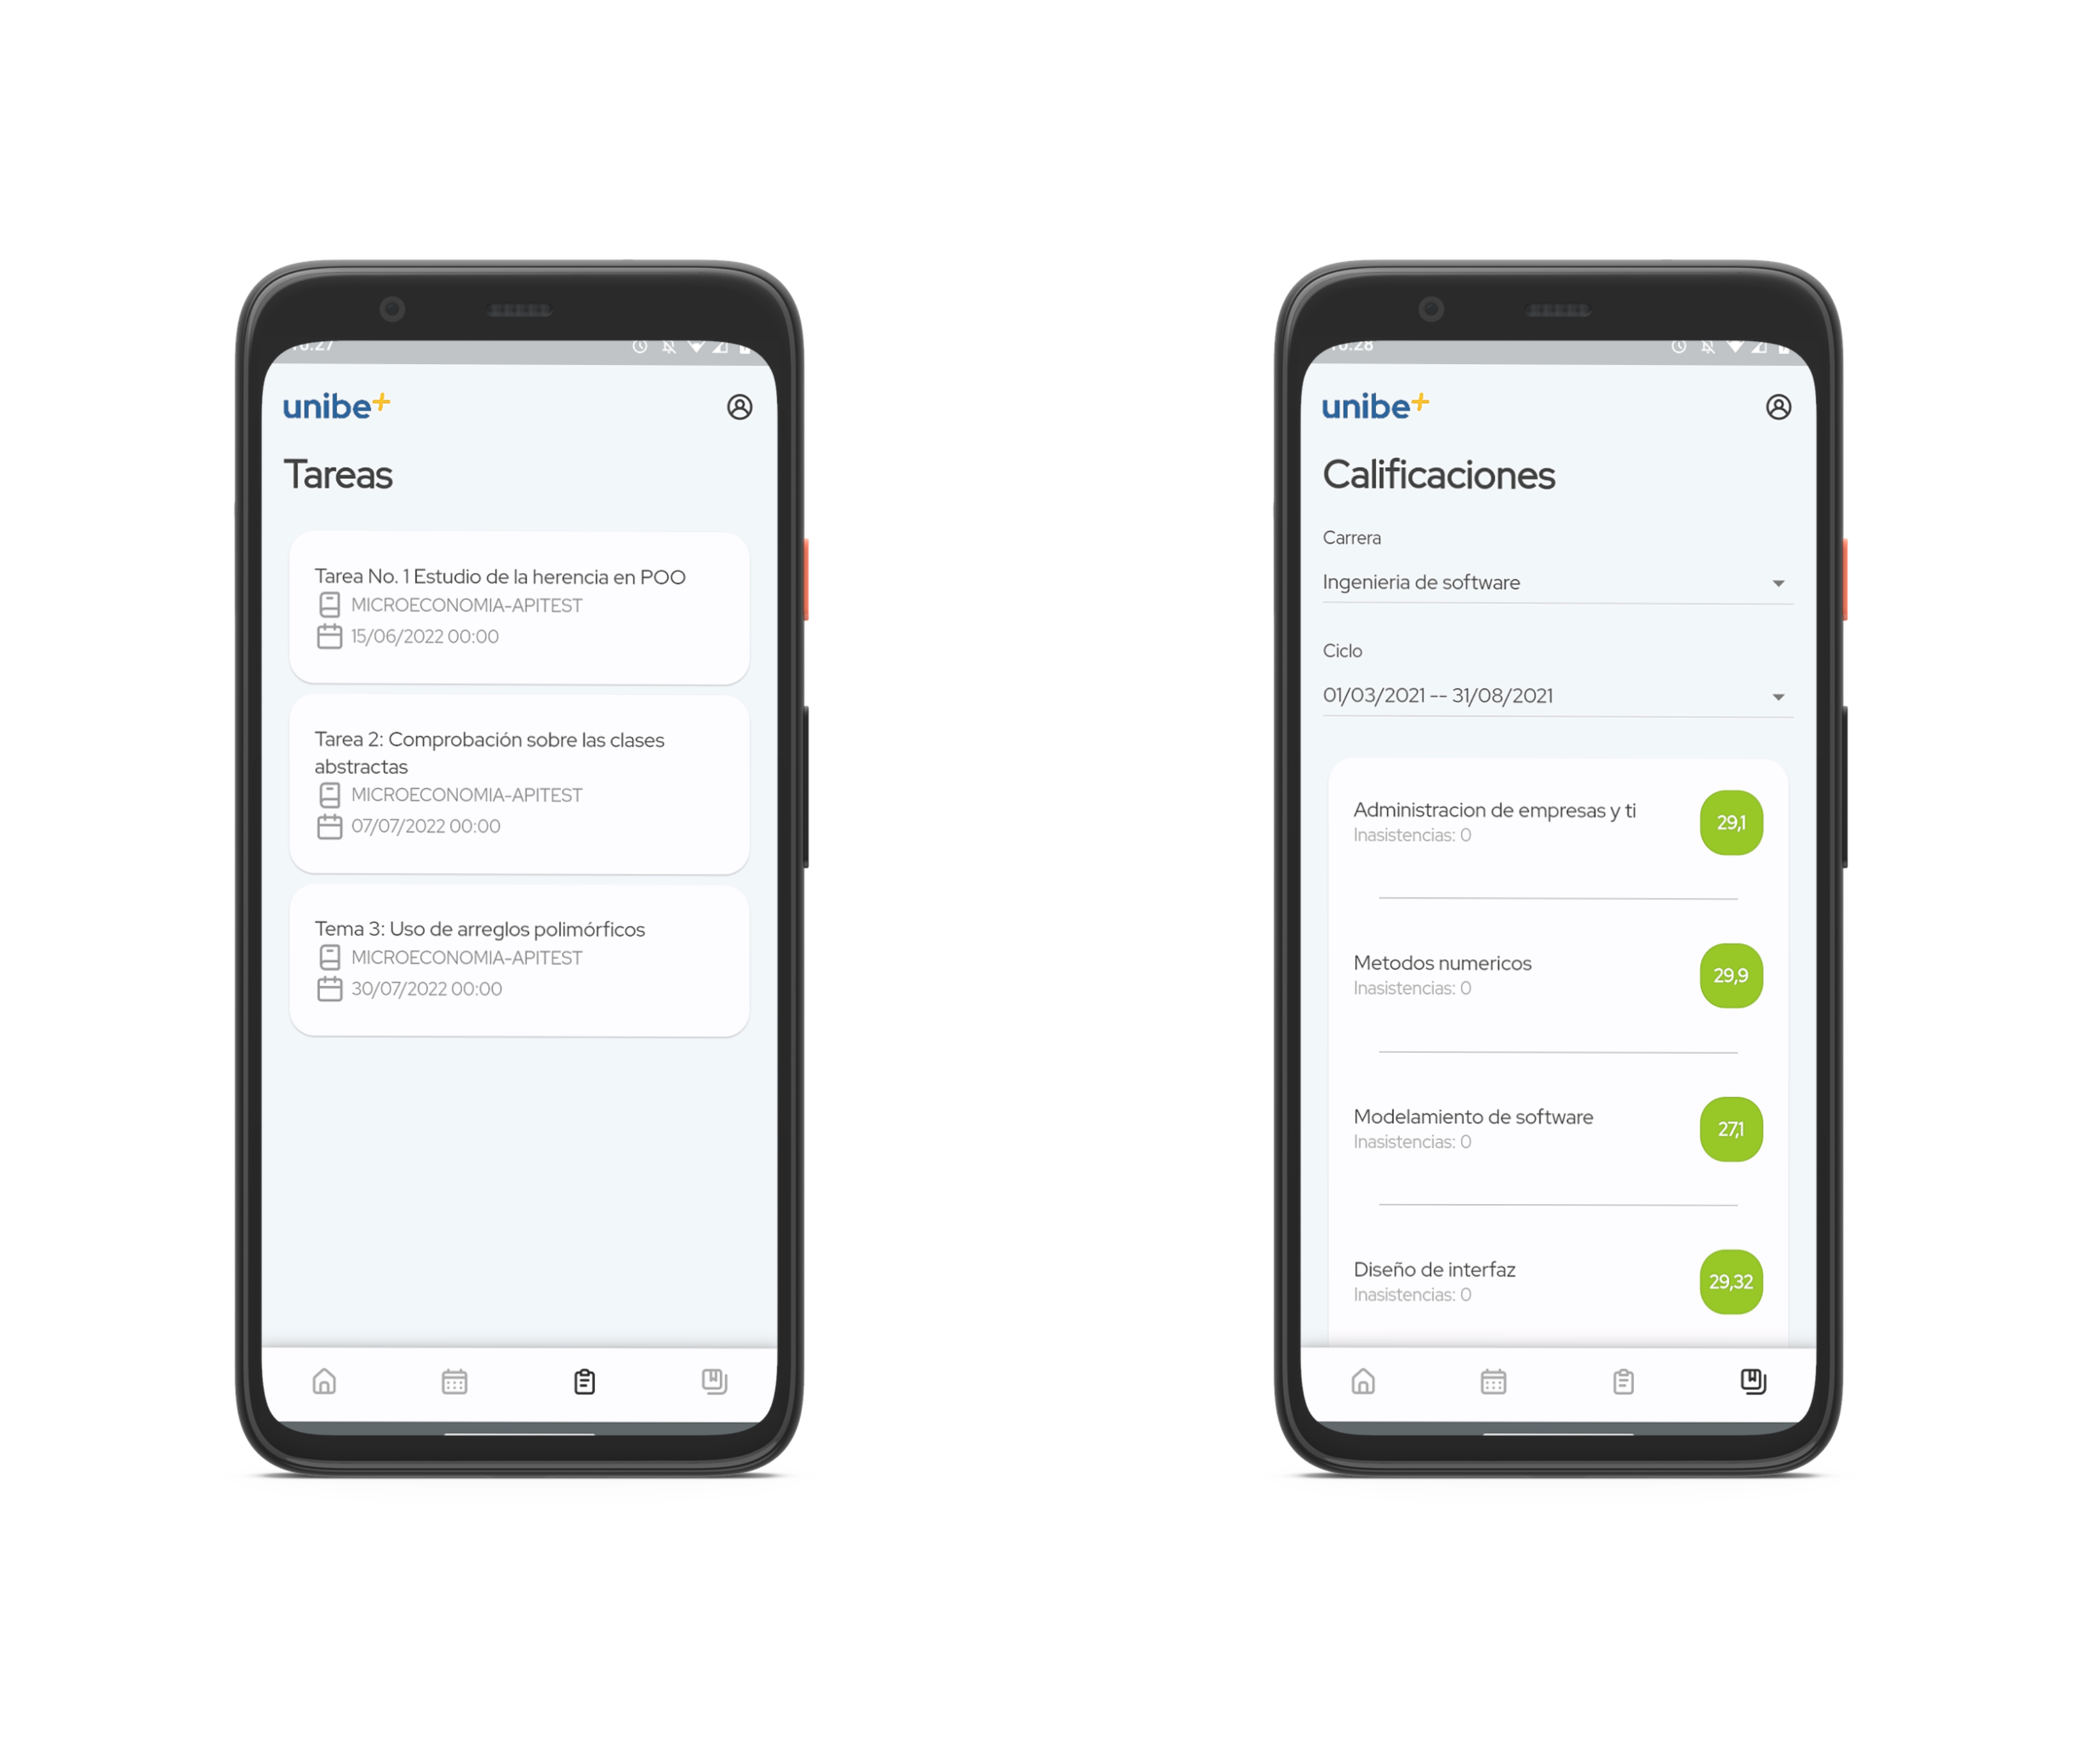 unibe+
Tareas
Tarea No. 1 Estudio de la herencia en POO
MICROECONOMIA-APITEST
15/06/2022 00:00
Tarea 2: Comprobación sobre las clases
abstractas
MICROECONOMIA-APITEST
07/07/2022 00:00
Tema 3: Uso de arreglos polimórficos
MICROECONOMIA-APITEST
30/07/2022 00:00
unibe+
Calificaciones
Carrera
Ingenieria de software
Ciclo
01/03/2021 -- 31/08/2021
Administracion de empresas y ti
29,1
Inasistencias: 0
Metodos numericos
29,9
Inasistencias: 0
Modelamiento de software
27,1
Inasistencias: 0
Diseño de interfaz
29,32
Inasistencias: 0